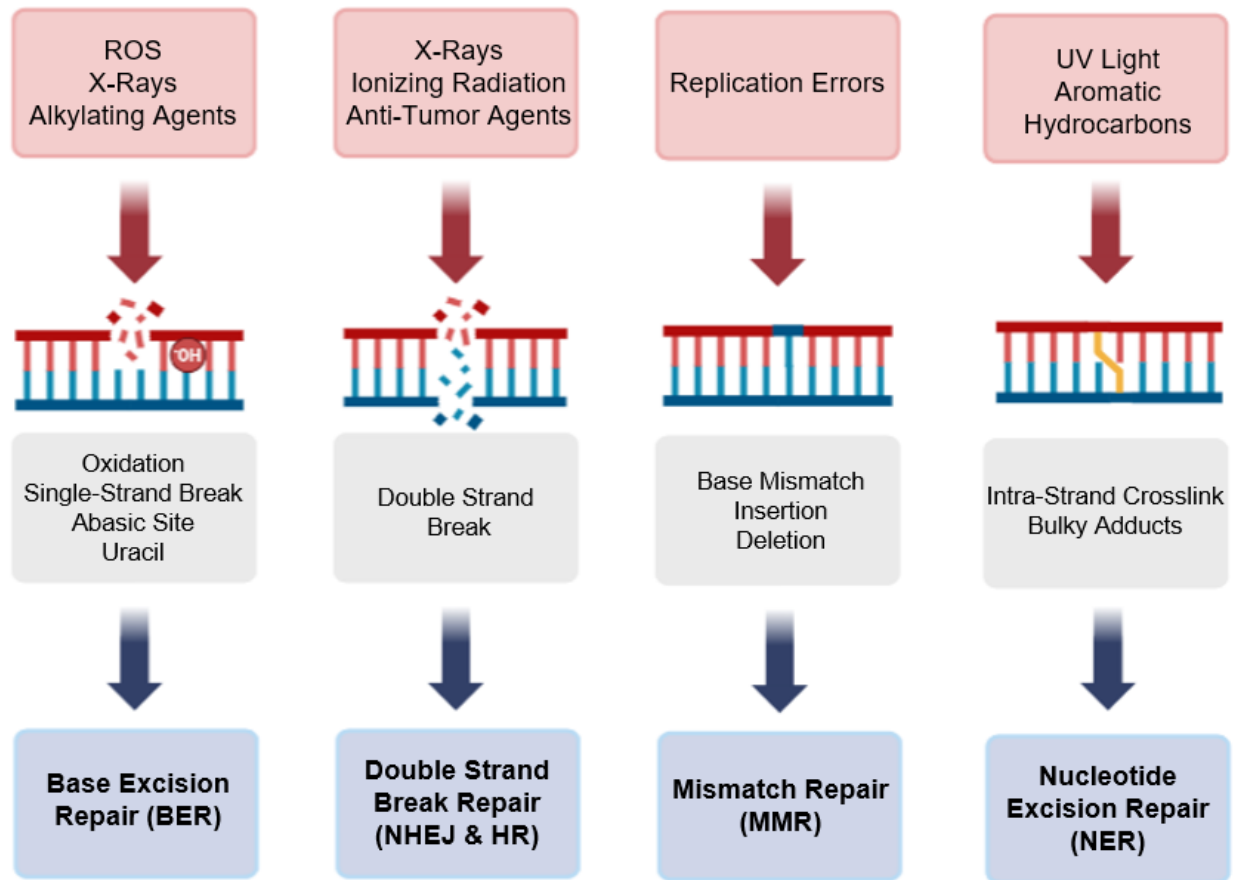 ROS
X-Rays
Alkylating Agents
X-Rays
Ionizing Radiation
Anti-Tumor Agents
Replication Errors
UV Light
Aromatic
Hydrocarbons
-OH
Oxidation
Single-Strand Break
Abasic Site
Uracil
Double Strand
Break
Base Mismatch
Insertion
Deletion
Intra-Strand Crosslink
Bulky Adducts
Base Excision
Repair (BER)
Double Strand
Break Repair
(NHEJ & HR)
Mismatch Repair
(MMR)
Nucleotide
Excision Repair
(NER)